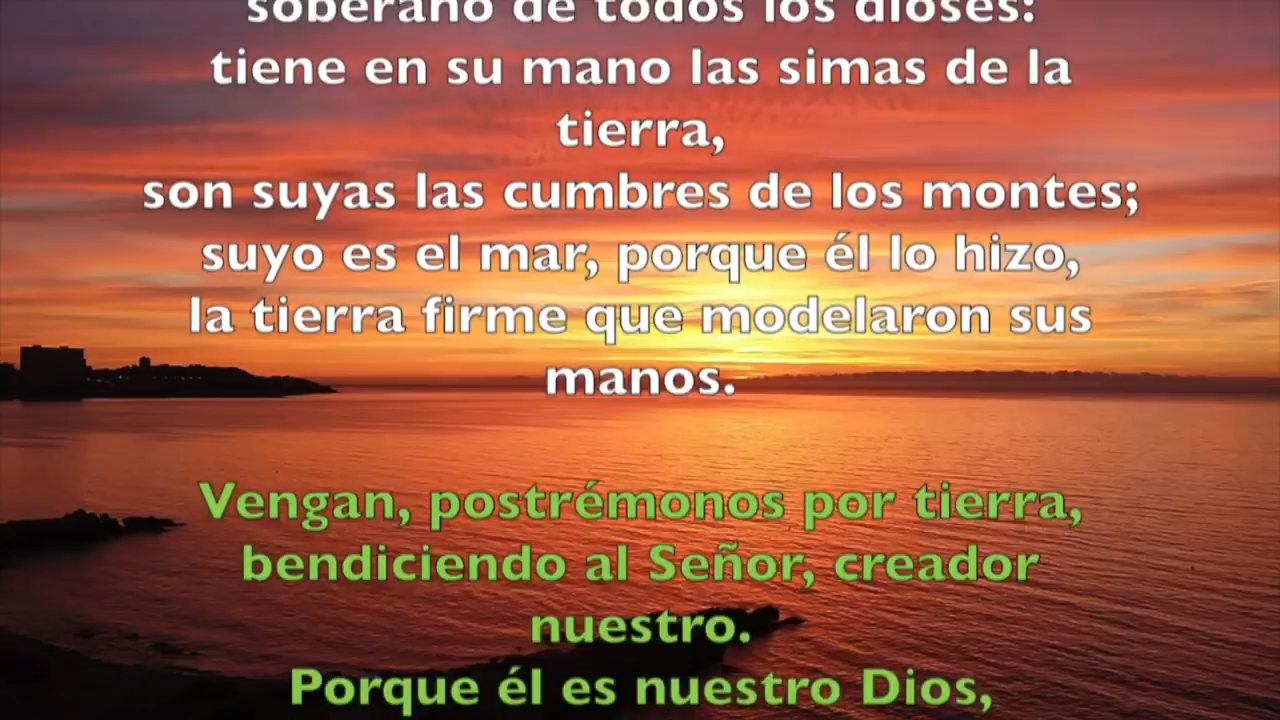 soberano de todos los dioses:
tiene en su mano las simas de la
tierra,
son suyas las cumbres de los montes;
suyo es el mar, porque él lo hizo,
la tierra firme que modelaron sus
manos.
Vengan, postrémonos por tierra,
bendiciendo al Señor, creador
nuestro.
Porque él es nuestro Dios,